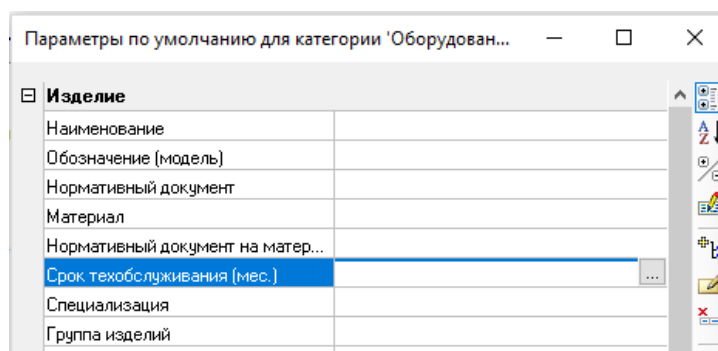 Параметры по умолчанию для категории 'Оборудован...
Изделие
Наименование
Обозначение (модель)
Нормативный документ
Материал
Нормативный документ на матер...
Срок техобслуживания (мес.)
...
Специализация
Группа изделий